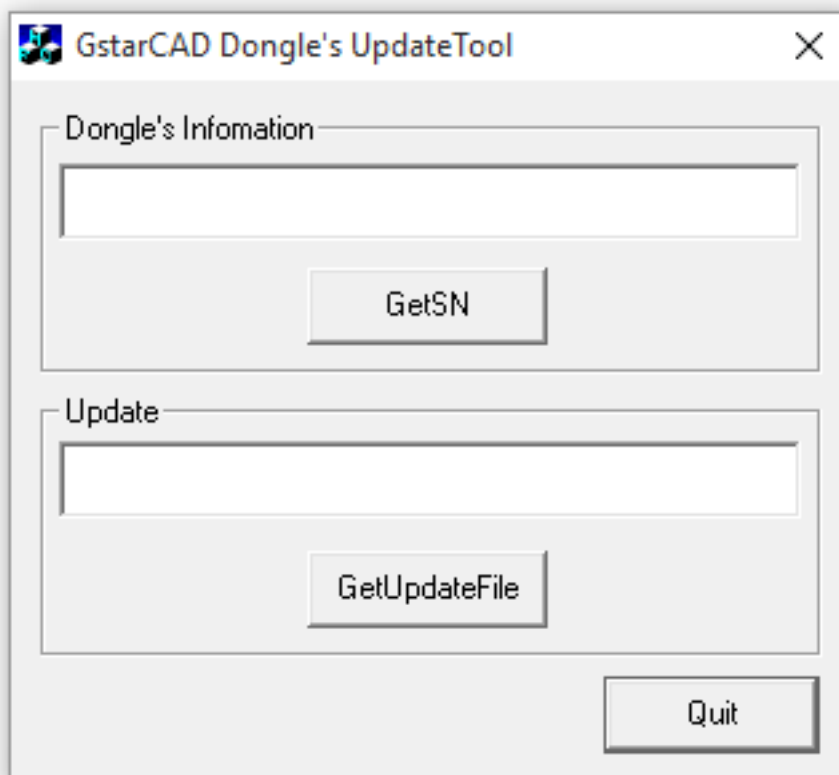 GstarCAD Dongle's UpdateTool
Dongle's Infomation
GetSN
Update
GetUpdateFile
Quit